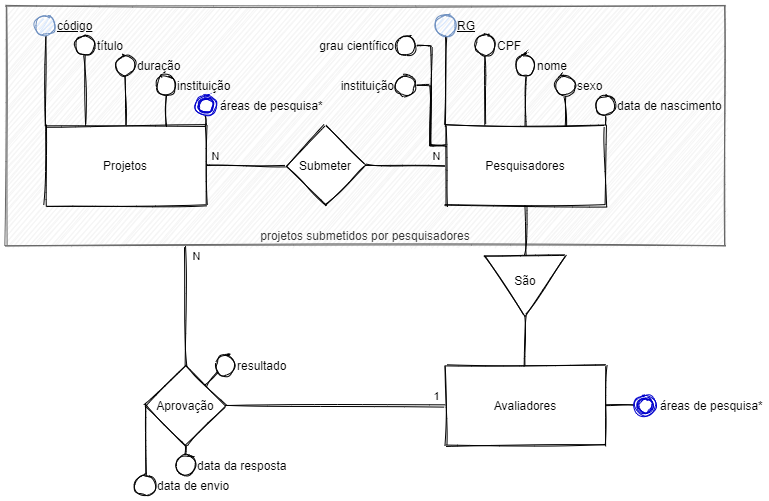 código
título
duração
instituição
áreas de pesquisa*
Projetos
N
Submeter
N
grau científico
instituição
RG
CPF
nome
sexo
data de nascimento
Pesquisadores
projetos submetidos por pesquisadores
N
São
resultado
Aprovação
1
Avaliadores
áreas de pesquisa*
data da resposta
data de envio